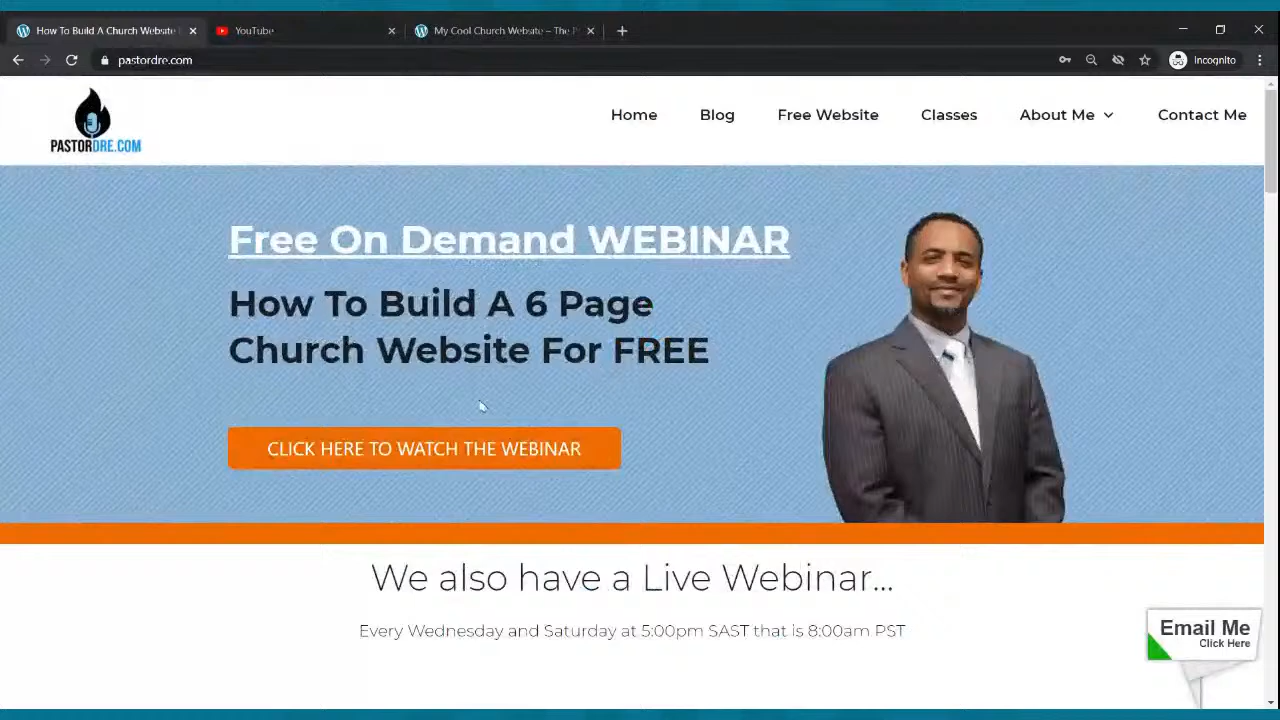 How To Build A Church Website
YouTube
My Cool Church Website – The P
pastordre.com
Incognito
PASTORDRE.COM
Home
Blog
Free Website
Classes
About Me
Contact Me
Free On Demand WEBINAR
How To Build A 6 Page
Church Website For FREE
CLICK HERE TO WATCH THE WEBINAR
We also have a Live Webinar...
Every Wednesday and Saturday at 5:00pm SAST that is 8:00am PST
Email Me
Click Here